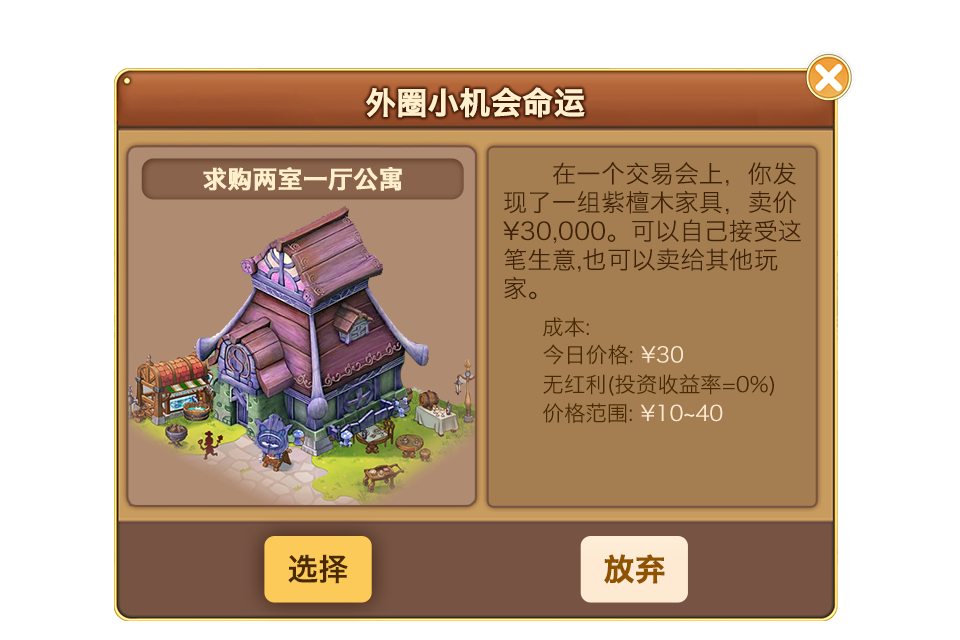 外圈小机会命运
求购两室一厅公寓
在一个交易会上，你发
现了一组紫檀木家具，卖价
¥30,000。可以自己接受这
笔生意,也可以卖给其他玩
家。
成本:
今日价格: ¥30
无红利(投资收益率=0%)
价格范围: ¥10~40
选择
放弃